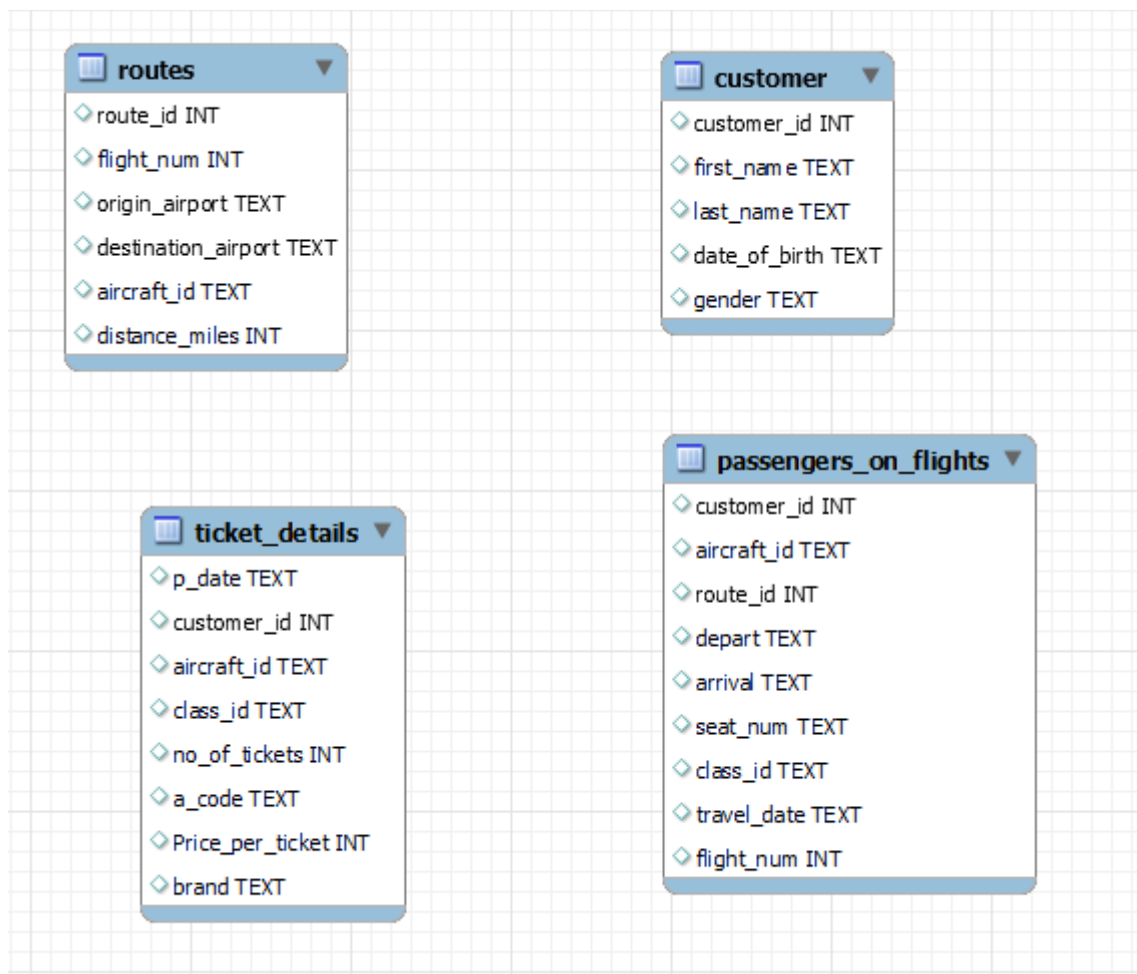 routes
route_id INT
flight_num INT
origin_airport TEXT
destination_airport TEXT
aircraft_id TEXT
distance_miles INT
customer
customer_id INT
first_name TEXT
last_name TEXT
date_of_birth TEXT
gender TEXT
ticket_details
p_date TEXT
customer_id INT
aircraft_id TEXT
class_id TEXT
no_of_tickets INT
a_code TEXT
Price_per_ticket INT
brand TEXT
passengers_on_flights
customer_id INT
aircraft_id TEXT
route_id INT
depart TEXT
arrival TEXT
seat_num TEXT
class_id TEXT
travel_date TEXT
flight_num INT